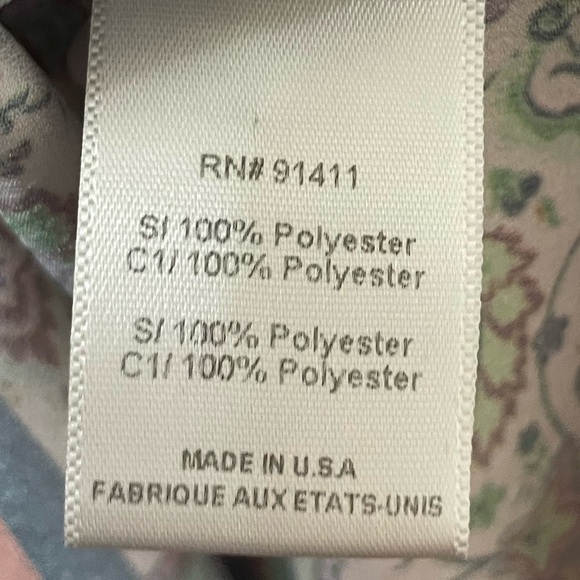 RN# 91411
S/ 100% Polyester
C1/ 100% Polyester
S/ 100% Polyester
C1/ 100% Polyester
MADE IN U.S.A
FABRIQUE AUX ETATS-UNIS